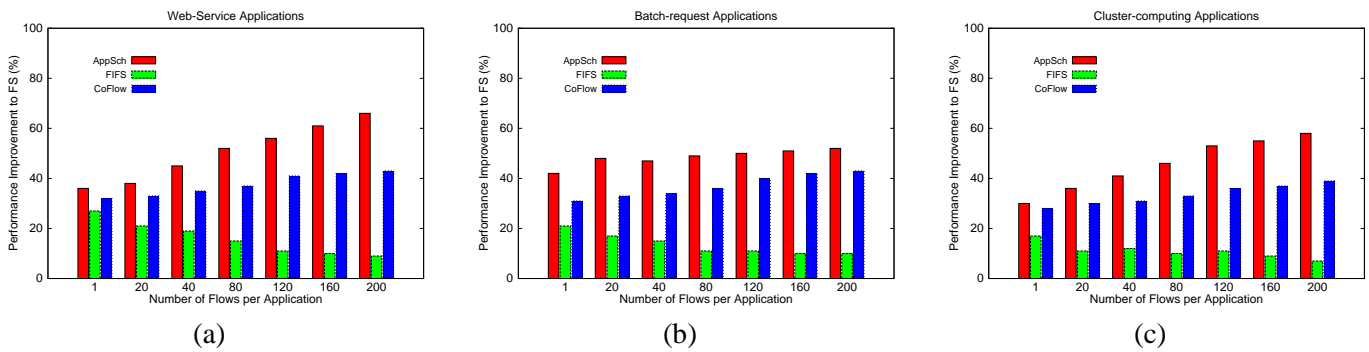 Web-Service Applications
Performance Improvement to FS (%)
100
80
60
40
20
0
AppSch
FIFS
CoFlow
1 20 40 80 120 160 200
Number of Flows per Application
(a)
Batch-request Applications
Performance Improvement to FS (%)
100
80
60
40
20
0
AppSch
FIFS
CoFlow
1 20 40 80 120 160 200
Number of Flows per Application
(b)
Cluster-computing Applications
Performance Improvement to FS (%)
100
80
60
40
20
0
AppSch
FIFS
CoFlow
1 20 40 80 120 160 200
Number of Flows per Application
(c)